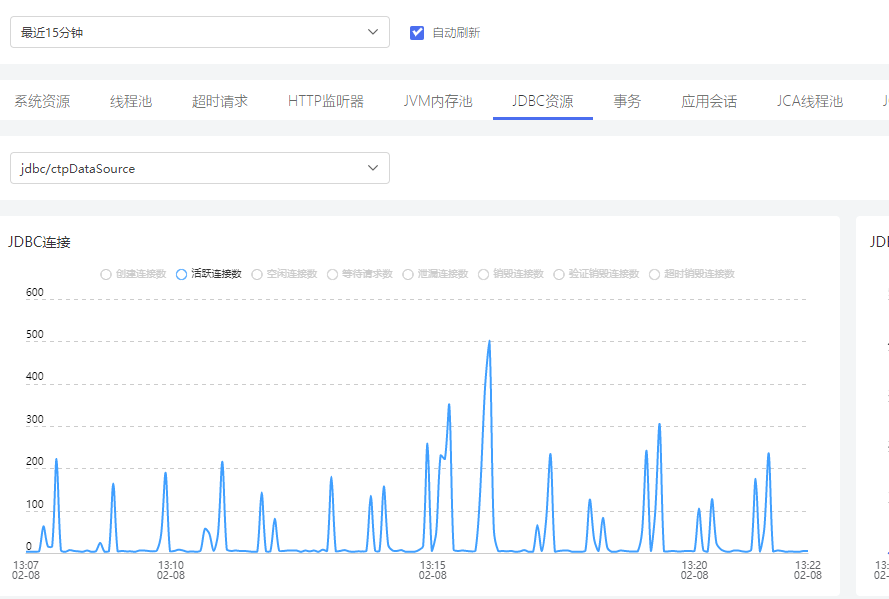 最近15分钟
自动刷新
系统资源 线程池 超时请求 HTTP监听器 JVM内存池 JDBC资源 事务 应用会话 JCA线程池
jdbc/ctpDataSource
JDBC连接
创建连接数 活跃连接数 空闲连接数 等待请求数 泄漏连接数 销毁连接数 验证销毁连接数 超时销毁连接数
600
500
400
300
200
100
0
13:07 13:10 13:15 13:20 13:22
02-08 02-08 02-08 02-08 02-08